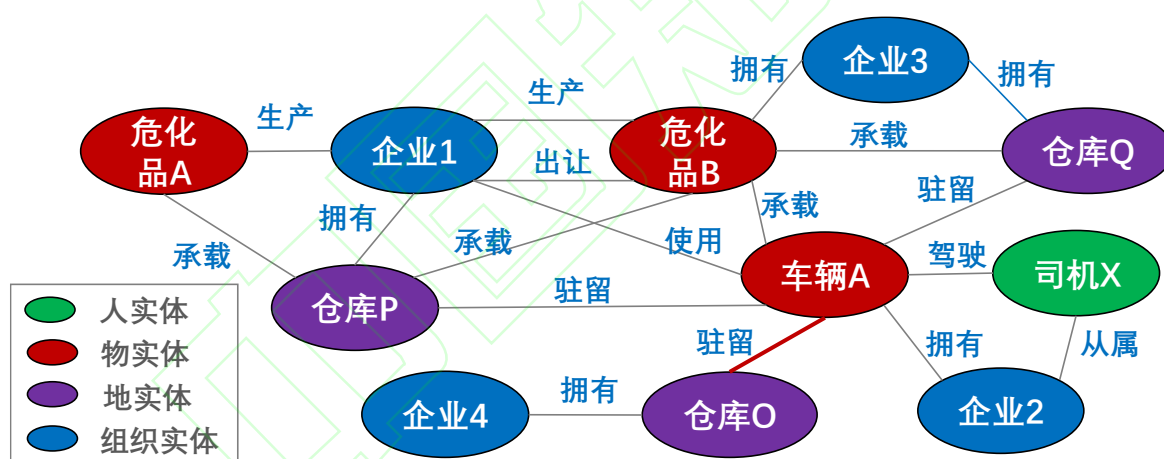 企业3
拥有
拥有
生产
生产
危化
品A
企业1
危化
品B
承载
仓库Q
出让
驻留
拥有
承载
承载
使用
承载
驾驶
车辆A
司机X
仓库P
驻留
人实体
物实体
地实体
组织实体
驻留
拥有
从属
拥有
企业4
仓库O
企业2